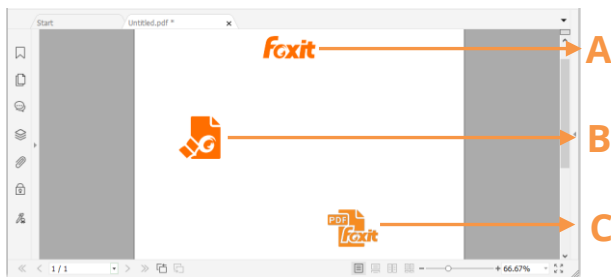 Start
Untitled.pdf *
x
foxit
A
B
PDF
foxit
C
1 / 1
66.67%